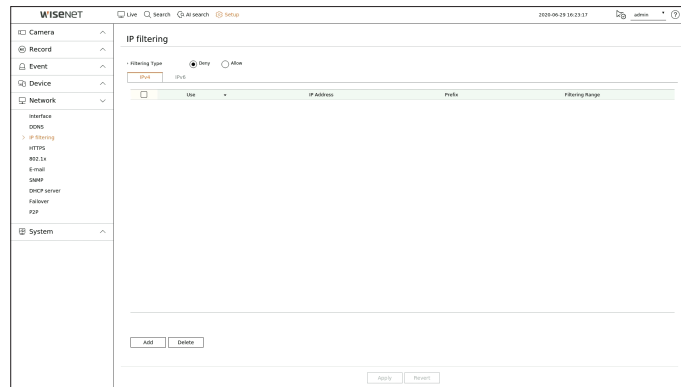 WISENET
Live Search AI search Setup 2020-06-29 16:23:17 admin ?
Camera
Record
Event
Device
Network
Interface
DDNS
> IP filtering
HTTPS
802.1x
E-mail
SNMP
DHCP server
Failover
P2P
System
IP filtering
• Filtering Type Deny Allow
IPv4 IPv6
Use IP Address Prefix Filtering Range
Add Delete
Apply Revert